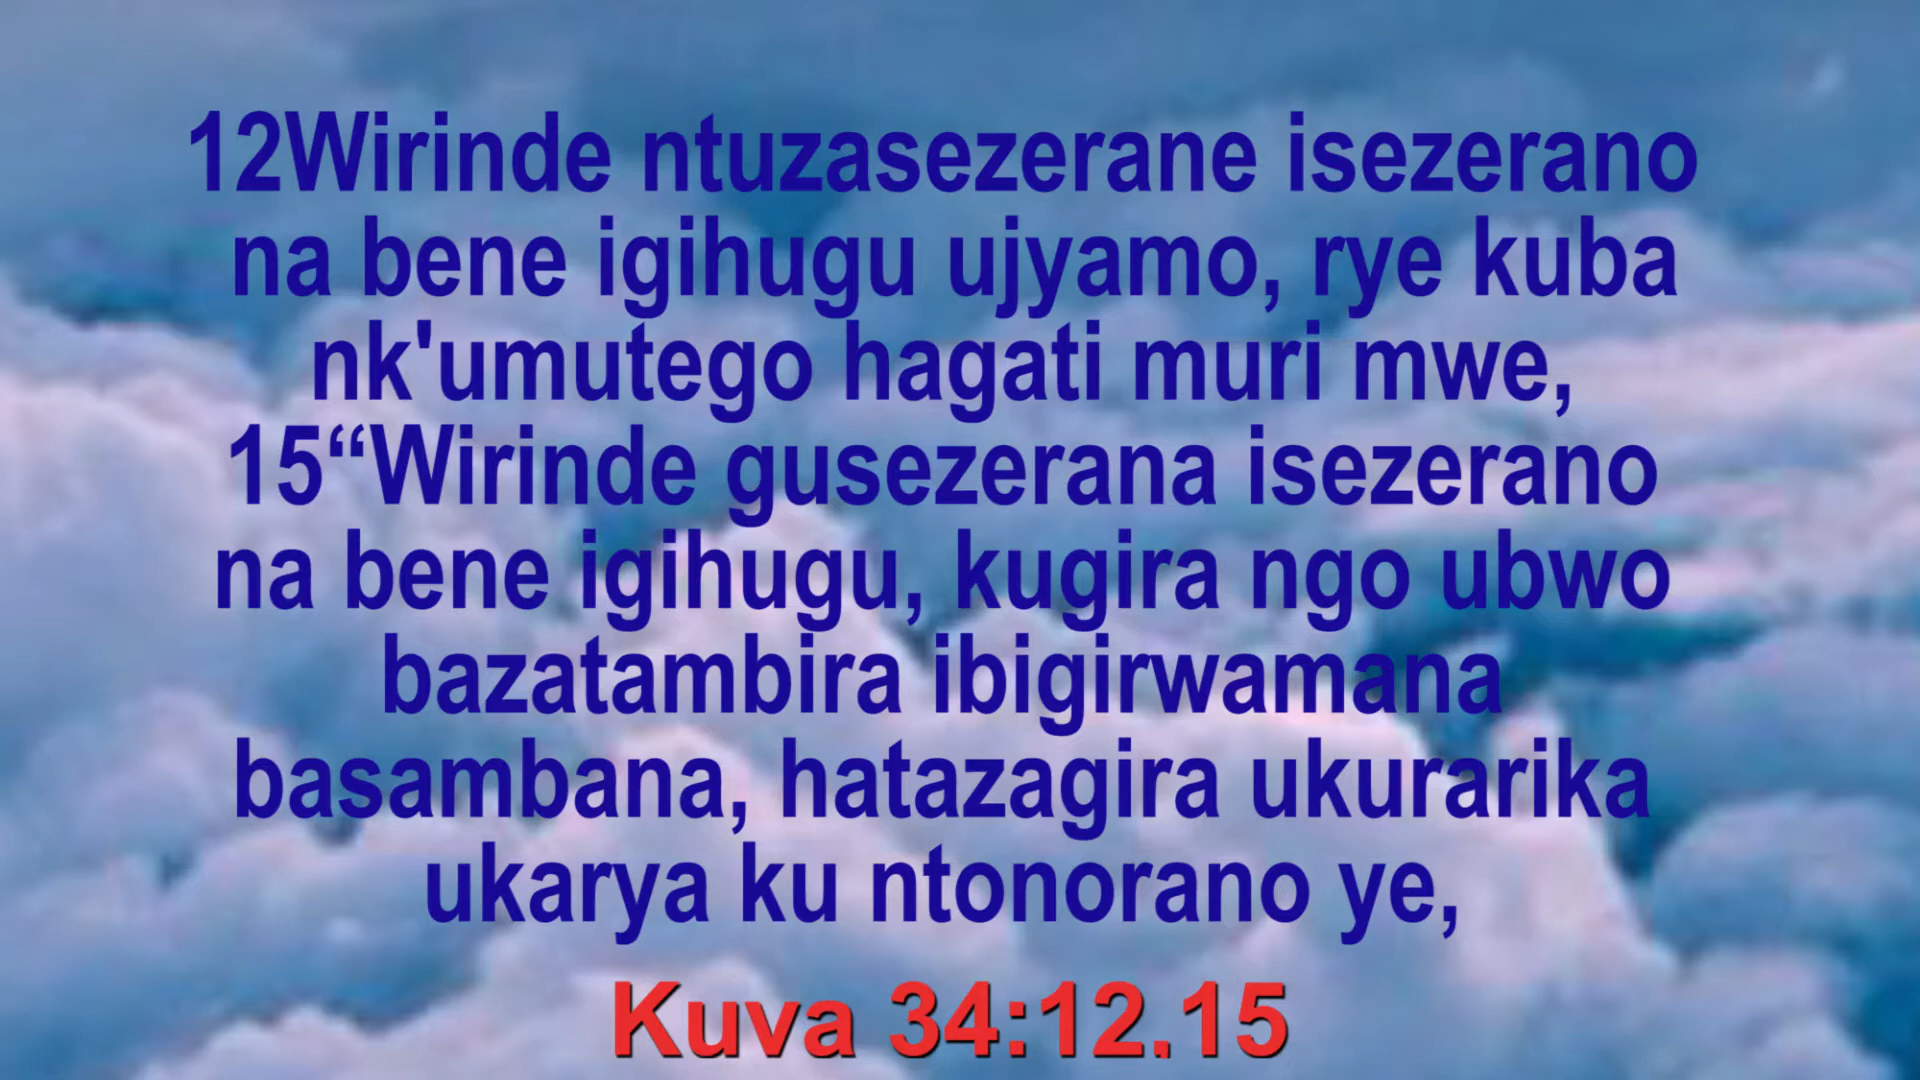 12Wirinde ntuzasezerane isezerano
na bene igihugu ujyamo, rye kuba
nk'umutego hagati muri mwe,
15“Wirinde gusezerana isezerano
na bene igihugu, kugira ngo ubwo
bazatambira ibigirwamana
basambana, hatazagira ukurarika
ukarya ku ntonorano ye,
Kuva 34:12.15